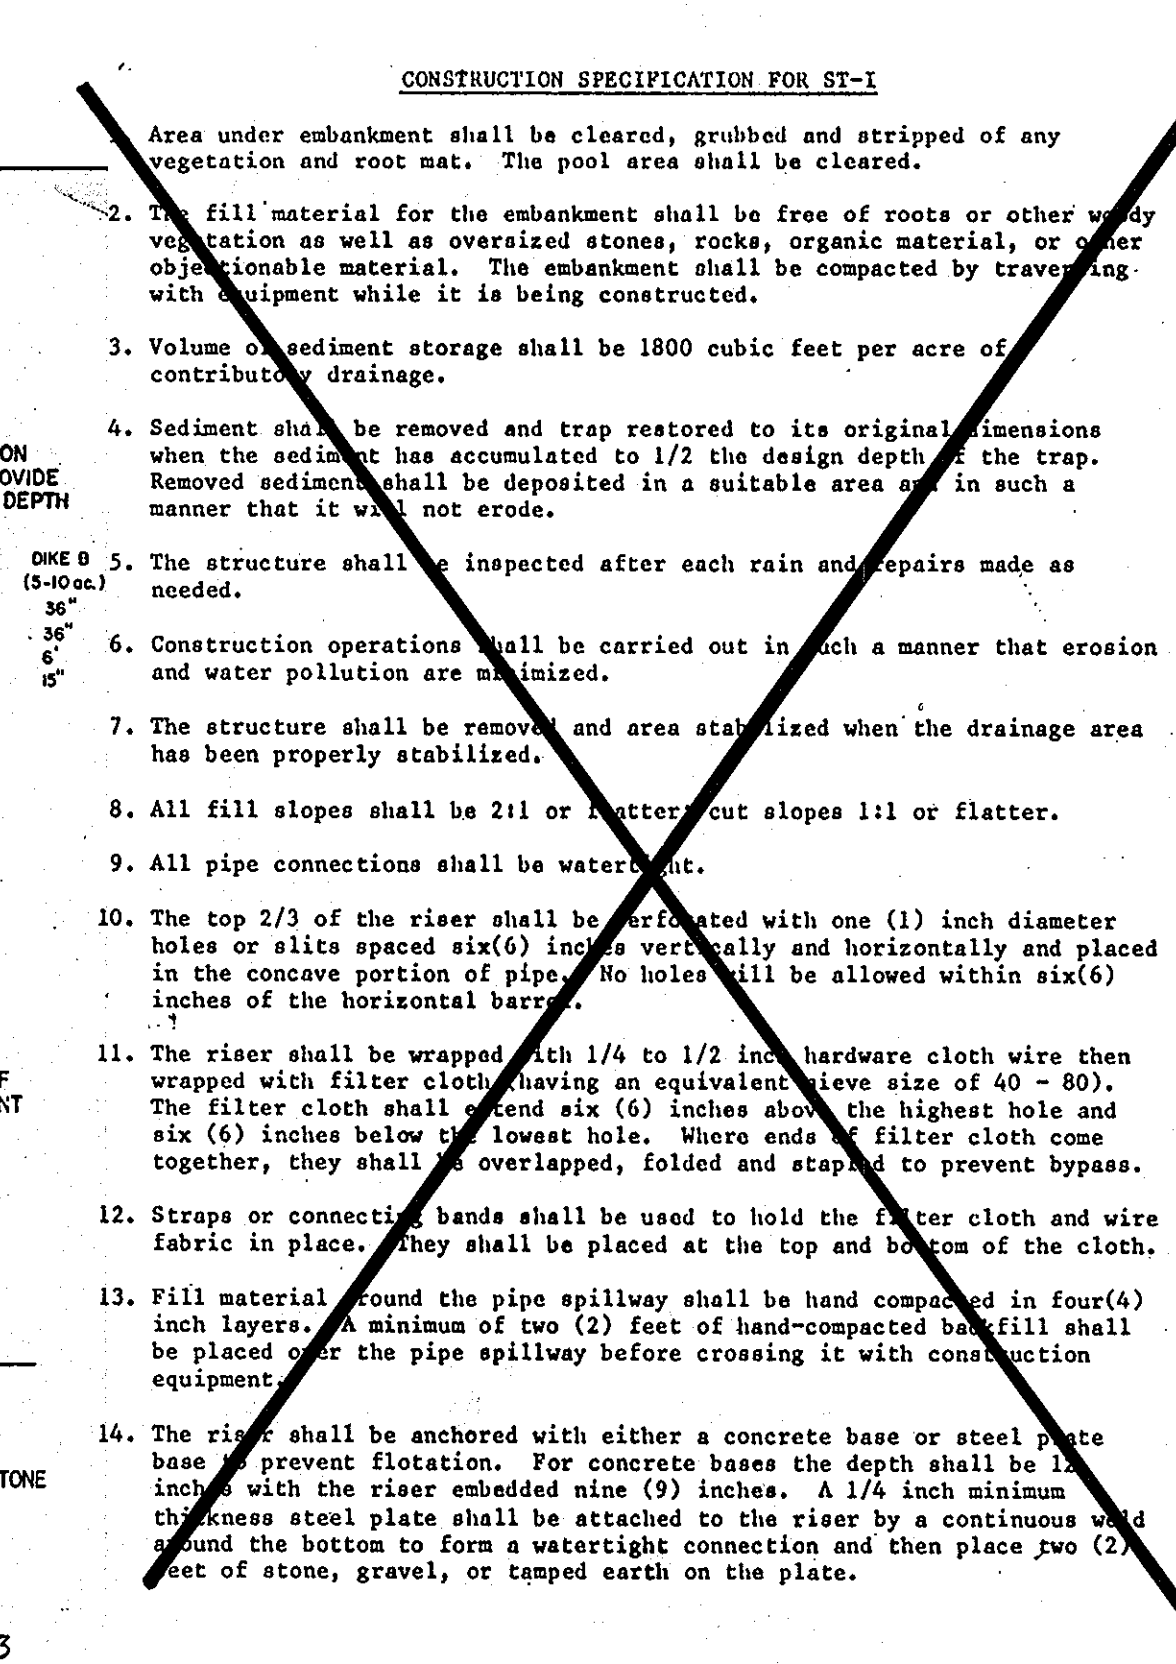 CONSTRUCTION SPECIFICATION FOR ST-I
Area under embankment shall be cleared, grubbed and stripped of any
vegetation and root mat. The pool area shall be cleared.
2. The fill material for the embankment shall be free of roots or other woody
vegetation as well as oversized stones, rocks, organic material, or other
objectionable material. The embankment shall be compacted by traversing
with equipment while it is being constructed.
3. Volume of sediment storage shall be 1800 cubic feet per acre of
contributory drainage.
4. Sediment shall be removed and trap restored to its original dimensions
when the sediment has accumulated to 1/2 the design depth of the trap.
Removed sediment shall be deposited in a suitable area and in such a
manner that it will not erode.
5. The structure shall be inspected after each rain and repairs made as
needed.
6. Construction operations shall be carried out in such a manner that erosion
and water pollution are minimized.
7. The structure shall be removed and area stabilized when the drainage area
has been properly stabilized.
8. All fill slopes shall be 2:1 or flatter; cut slopes 1:1 or flatter.
9. All pipe connections shall be watertight.
10. The top 2/3 of the riser shall be perforated with one (1) inch diameter
holes or slits spaced six(6) inches vertically and horizontally and placed
in the concave portion of pipe. No holes will be allowed within six(6)
inches of the horizontal barrel.
11. The riser shall be wrapped with 1/4 to 1/2 inch hardware cloth wire then
wrapped with filter cloth (having an equivalent sieve size of 40 - 80).
The filter cloth shall extend six (6) inches above the highest hole and
six (6) inches below the lowest hole. Where ends of filter cloth come
together, they shall be overlapped, folded and stapled to prevent bypass.
12. Straps or connecting bands shall be used to hold the filter cloth and wire
fabric in place. They shall be placed at the top and bottom of the cloth.
13. Fill material around the pipe spillway shall be hand compacted in four(4)
inch layers. A minimum of two (2) feet of hand-compacted backfill shall
be placed over the pipe spillway before crossing it with construction
equipment.
14. The riser shall be anchored with either a concrete base or steel plate
base to prevent flotation. For concrete bases the depth shall be 12
inches with the riser embedded nine (9) inches. A 1/4 inch minimum
thickness steel plate shall be attached to the riser by a continuous weld
around the bottom to form a watertight connection and then place two (2)
feet of stone, gravel, or tamped earth on the plate.
ON
OVIDE
DEPTH
DIKE B
(5-10 ac.)
36"
36"
6'
15"
F
NT
TONE
3